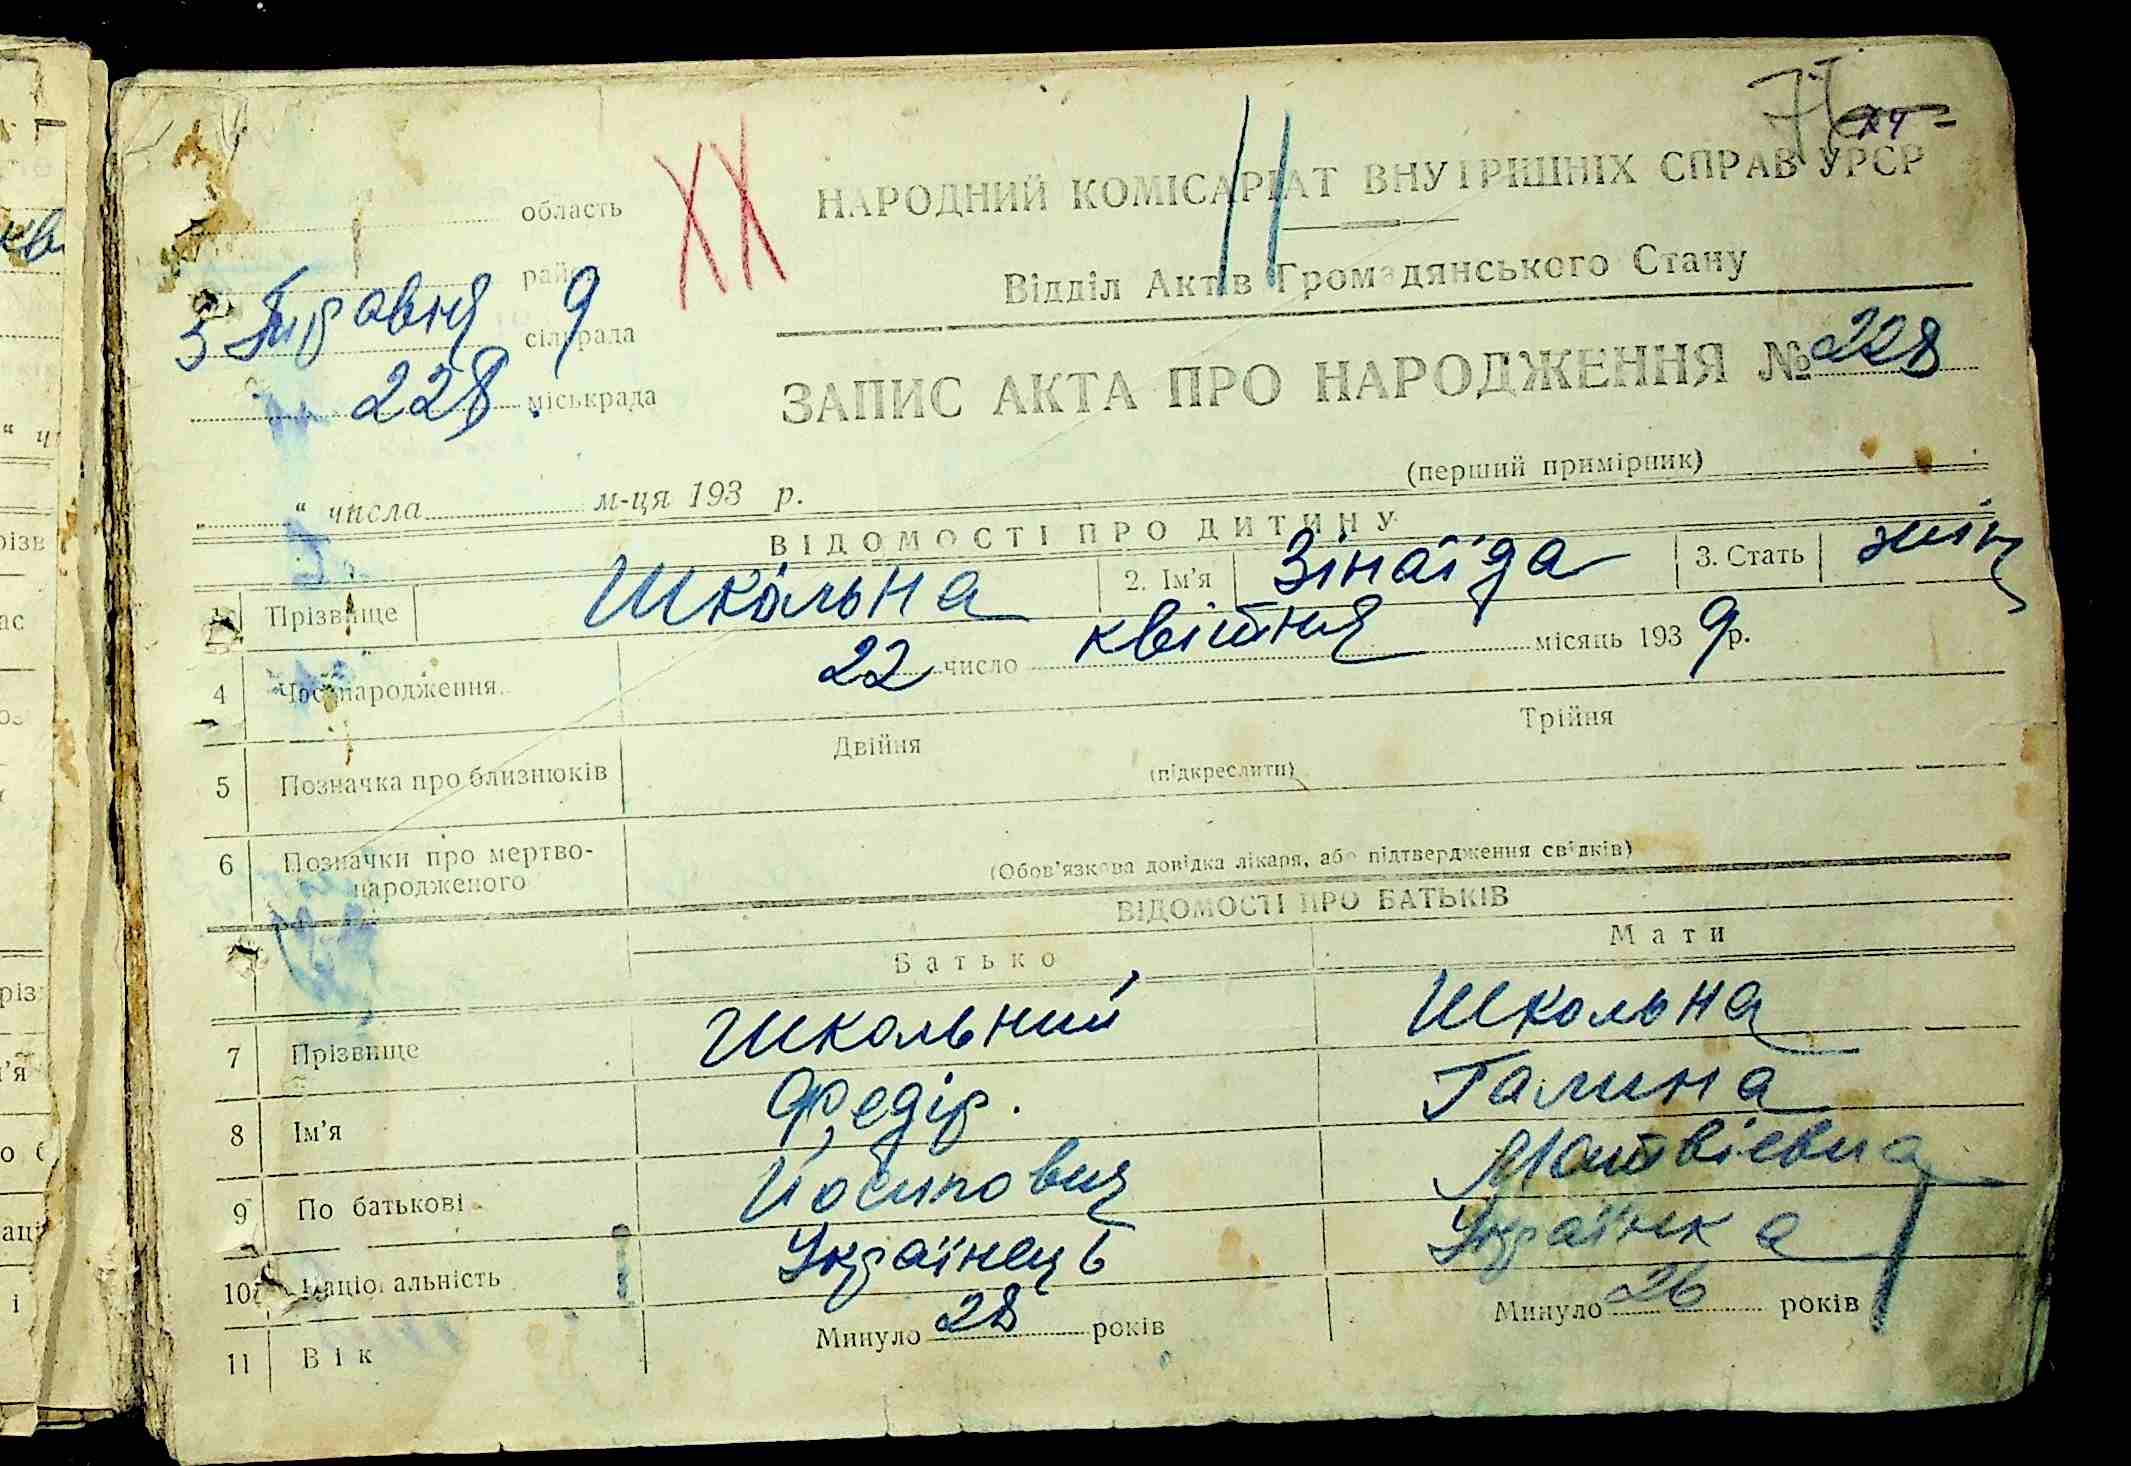 область
НАРОДНИЙ КОМІСАРІАТ ВНУТРІШНІХ СПРАВ УРСР
XX
район
Відділ Актів Громадянського Стану
5 Травня 9
сільрада
228. міськрада
ЗАПИС АКТА ПРО НАРОДЖЕННЯ № 228
(перший примірник)
„ “ числа м-ця 193 р.
ВІДОМОСТІ ПРО ДИТИНУ
1 Прізвище Школьна 2. Ім’я Зінаїда 3. Стать жін
4 Час народження 22 число квітня місяць 1939 р.
5 Позначка про близнюків Двійня Трійня
(підкреслити)
6 Позначки про мертво-
народженого
(Обов’язкова довідка лікаря, або підтвердження свідків)
ВІДОМОСТІ ПРО БАТЬКІВ
Батько Мати
7 Прізвище Школьний Школьна
8 Ім’я Федір. Галина
9 По батькові Йосипович Матвієвна
10 Національність Українець Українка
11 Вік Минуло 28 років Минуло 26 років